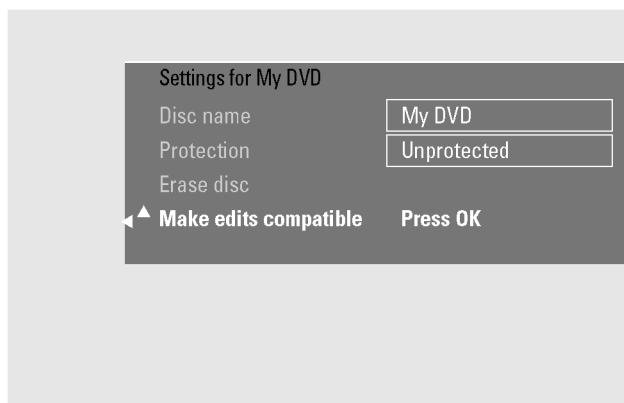 Settings for My DVD
Disc name My DVD
Protection Unprotected
Erase disc
Make edits compatible Press OK